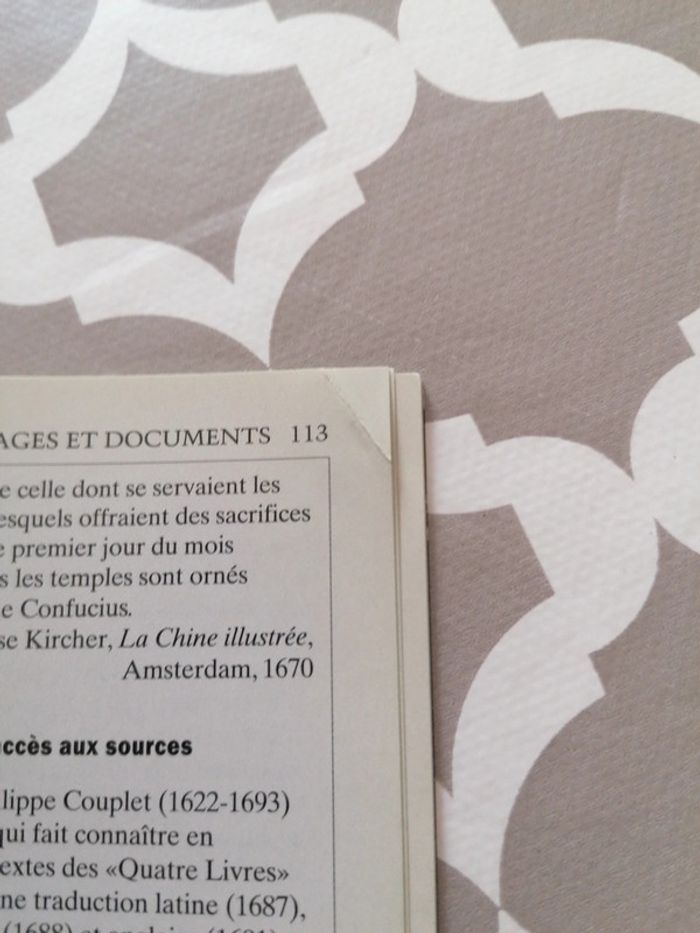 AGES ET DOCUMENTS 113
e celle dont se servaient les
esquels offraient des sacrifices
e premier jour du mois
s les temples sont ornés
e Confucius.
se Kircher, La Chine illustrée,
Amsterdam, 1670
ccès aux sources
lippe Couplet (1622-1693)
qui fait connaître en
extes des «Quatre Livres»
ne traduction latine (1687),